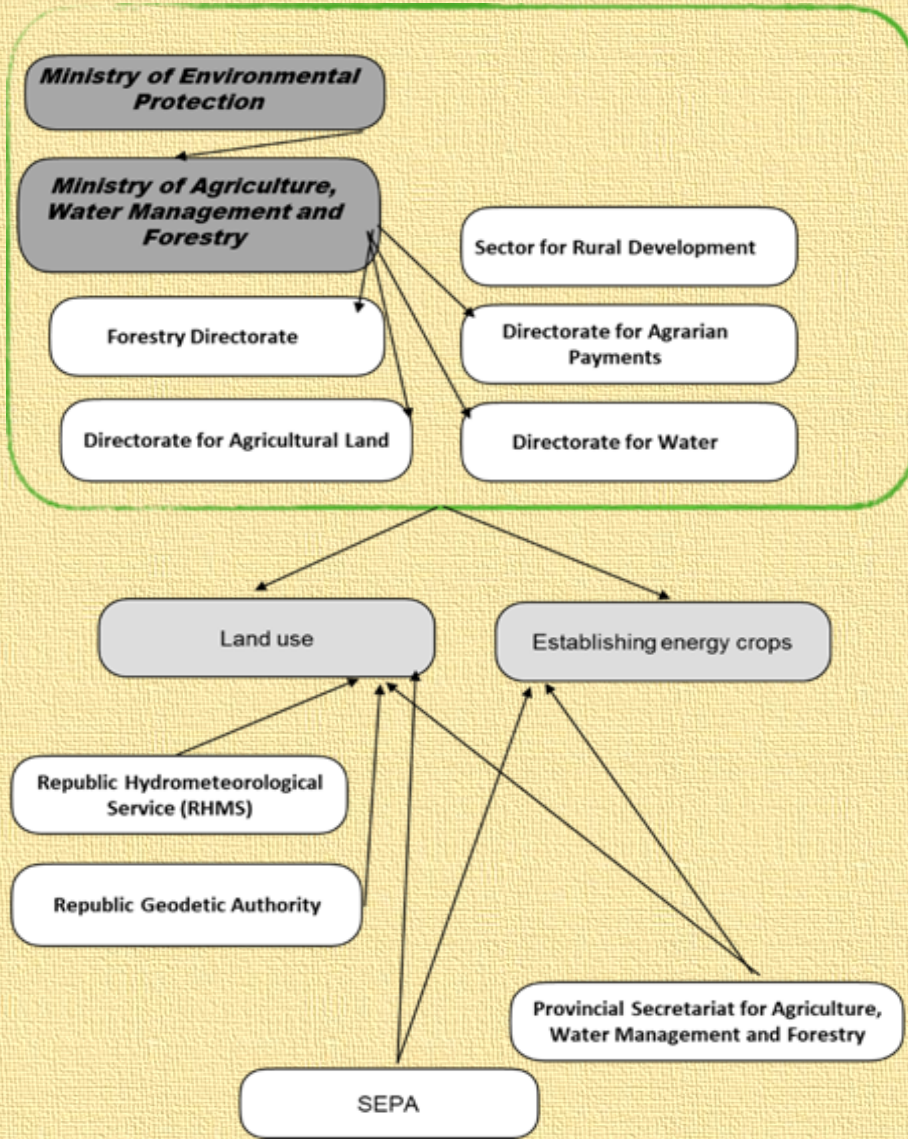 Ministry of Environmental
Protection
Ministry of Agriculture,
Water Management and
Forestry
Sector for Rural Development
Forestry Directorate
Directorate for Agrarian
Payments
Directorate for Agricultural Land
Directorate for Water
Land use
Establishing energy crops
Republic Hydrometeorological
Service (RHMS)
Republic Geodetic Authority
Provincial Secretariat for Agriculture,
Water Management and Forestry
SEPA